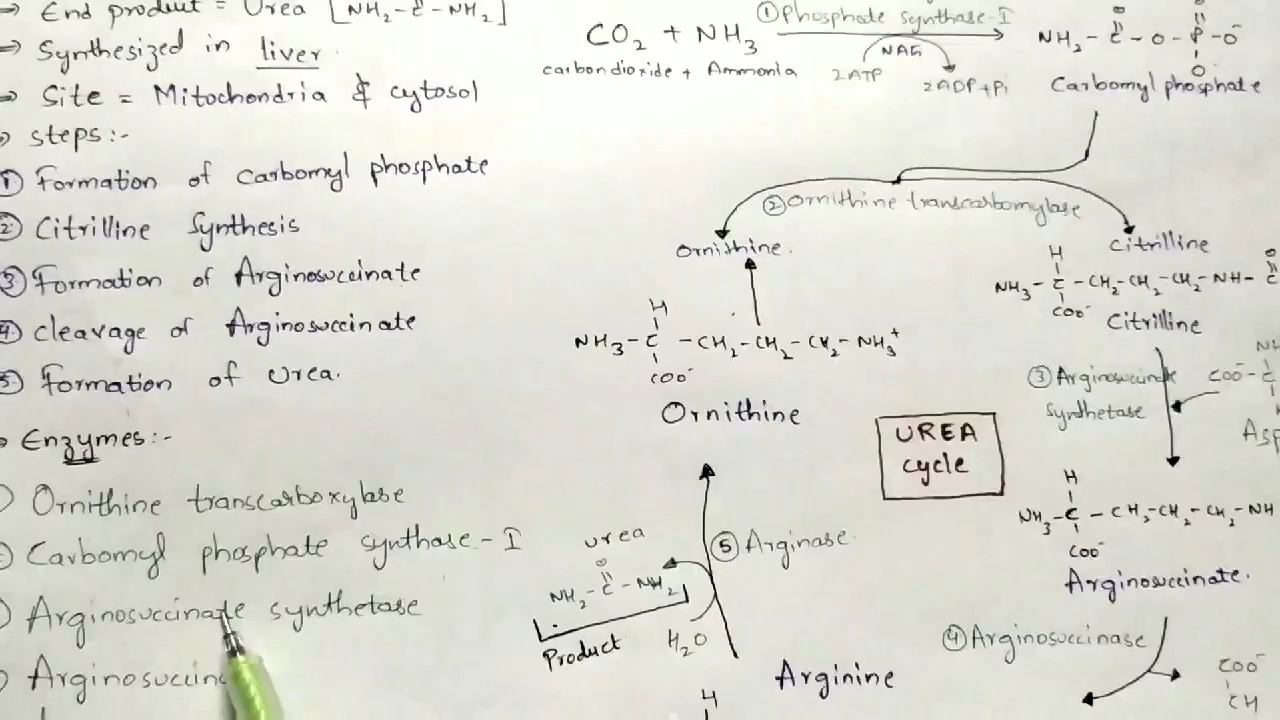 → End product = Urea [NH₂-C-NH₂]
→ Synthesized in liver.
→ Site = Mitochondria & cytosol
→ steps:-
① Formation of Carbomyl phosphate
② Citrilline Synthesis
③ Formation of Arginosuccinate
④ cleavage of Arginosuccinate
⑤ Formation of Urea.
→ Enzymes:-
Ornithine transcarboxylase
Carbomyl phosphate synthase-I
Arginosuccinate synthetase
Arginosuccin
① Phosphate synthase-I
CO₂ + NH₃
NAG
carbondioxide + Ammonia
2ATP
2ADP+Pi
O
O
NH₂-C-O-P-O⁻
O
Carbomyl phosphate
② Ornithine transcarbomylase
Ornithine.
Citrilline
H
NH₃-C-CH₂-CH₂-CH₂-NH₃⁺
COO⁻
Ornithine
O
H
NH₃-C-CH₂-CH₂-CH₂-NH-C
COO⁻
Citrilline
③ Arginosuccinate
synthetase
NH
COO⁻-C
H
Asp
UREA
cycle
H
NH₃-C-CH₂-CH₂-CH₂-NH
COO⁻
Arginosuccinate.
⑤ Arginase.
urea
O
NH₂-C-NH₂
Product
H₂O
④ Arginosuccinase
COO⁻
CH
Arginine
H